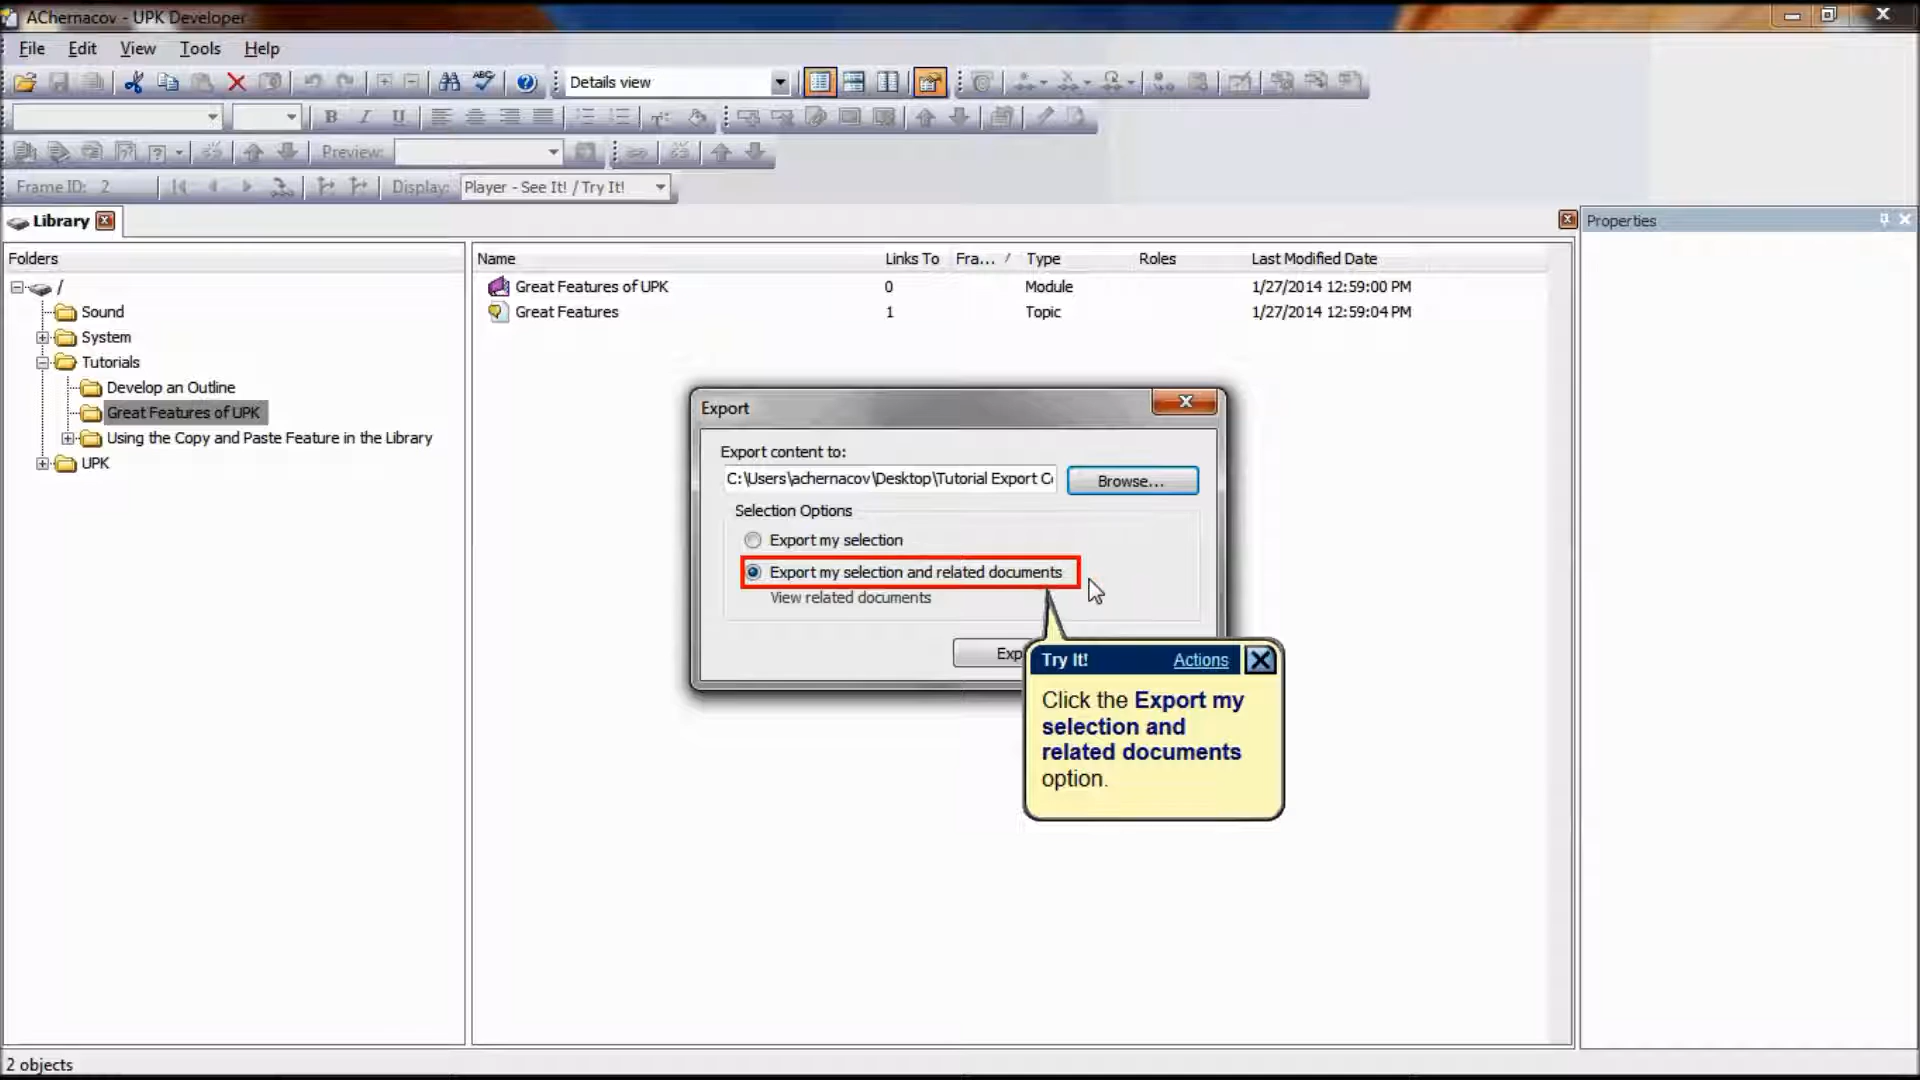 AChernacov - UPK Developer
File Edit View Tools Help
ABC Details view
B I U
Preview:
Frame ID: 2 Display: Player - See It! / Try It!
Library
Properties
Folders
Name Links To Fra... / Type Roles Last Modified Date
/
Great Features of UPK 0 Module 1/27/2014 12:59:00 PM
Sound
Great Features 1 Topic 1/27/2014 12:59:04 PM
System
Tutorials
Develop an Outline
Great Features of UPK
Using the Copy and Paste Feature in the Library
UPK
Export
Export content to:
C:\Users\achernacov\Desktop\Tutorial Export C
Browse...
Selection Options
Export my selection
Export my selection and related documents
View related documents
Exp
Try It! Actions
Click the Export my
selection and
related documents
option.
2 objects